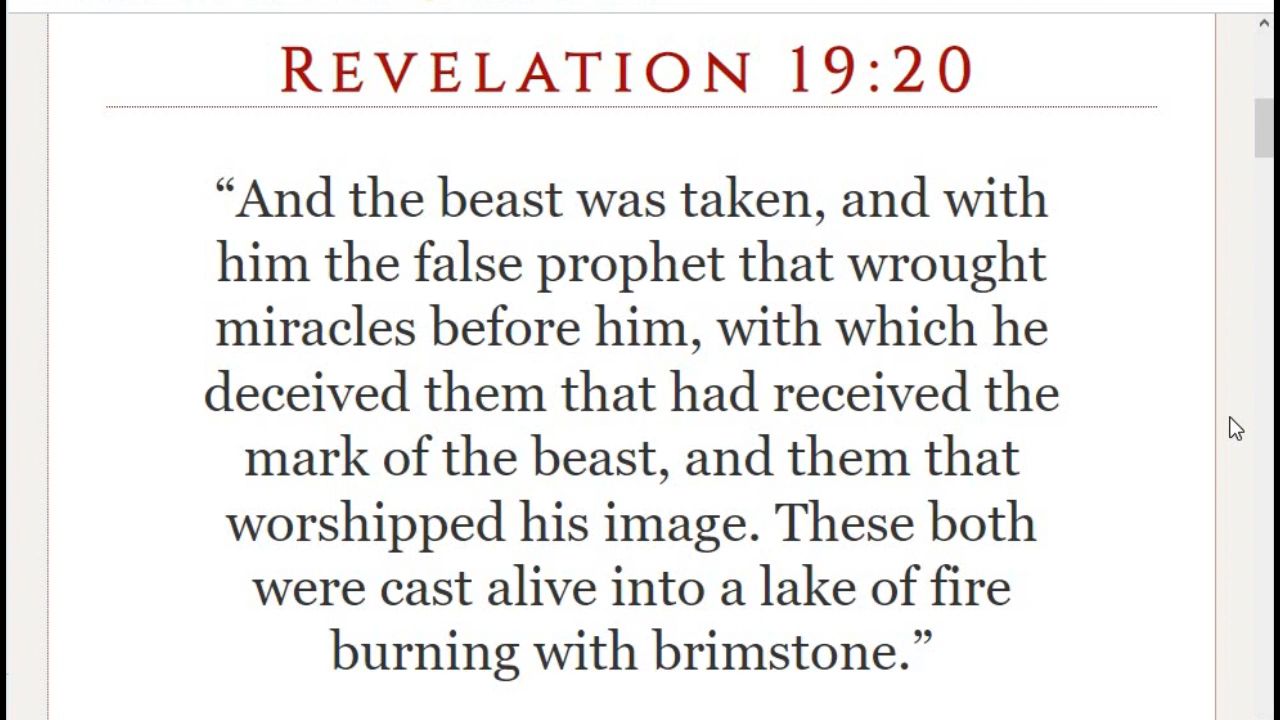 REVELATION 19:20
“And the beast was taken, and with
him the false prophet that wrought
miracles before him, with which he
deceived them that had received the
mark of the beast, and them that
worshipped his image. These both
were cast alive into a lake of fire
burning with brimstone.”